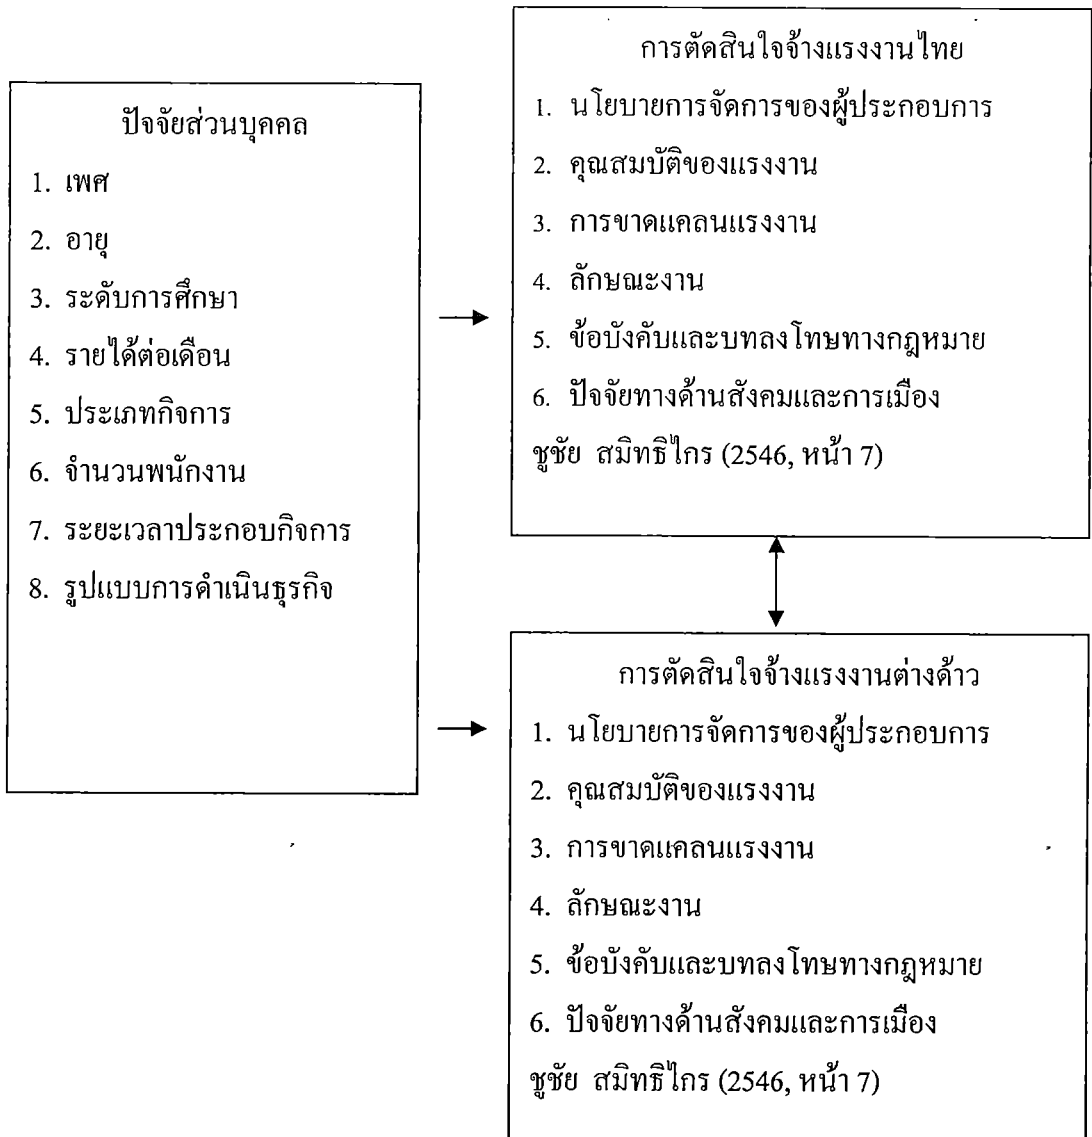 ปัจจัยส่วนบุคคล
1. เพศ
2. อายุ
3. ระดับการศึกษา
4. รายได้ต่อเดือน
5. ประเภทกิจการ
6. จำนวนพนักงาน
7. ระยะเวลาประกอบกิจการ
8. รูปแบบการดำเนินธุรกิจ
การตัดสินใจจ้างแรงงานไทย
1. นโยบายการจัดการของผู้ประกอบการ
2. คุณสมบัติของแรงงาน
3. การขาดแคลนแรงงาน
4. ลักษณะงาน
5. ข้อบังคับและบทลงโทษทางกฎหมาย
6. ปัจจัยทางด้านสังคมและการเมือง
ชูชัย สมิทธิไกร (2546, หน้า 7)
การตัดสินใจจ้างแรงงานต่างด้าว
1. นโยบายการจัดการของผู้ประกอบการ
2. คุณสมบัติของแรงงาน
3. การขาดแคลนแรงงาน
4. ลักษณะงาน
5. ข้อบังคับและบทลงโทษทางกฎหมาย
6. ปัจจัยทางด้านสังคมและการเมือง
ชูชัย สมิทธิไกร (2546, หน้า 7)